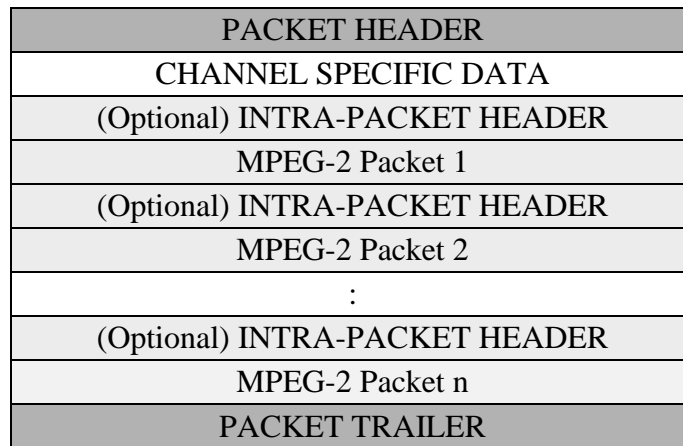 PACKET HEADER
CHANNEL SPECIFIC DATA
(Optional) INTRA-PACKET HEADER
MPEG-2 Packet 1
(Optional) INTRA-PACKET HEADER
MPEG-2 Packet 2
:
(Optional) INTRA-PACKET HEADER
MPEG-2 Packet n
PACKET TRAILER